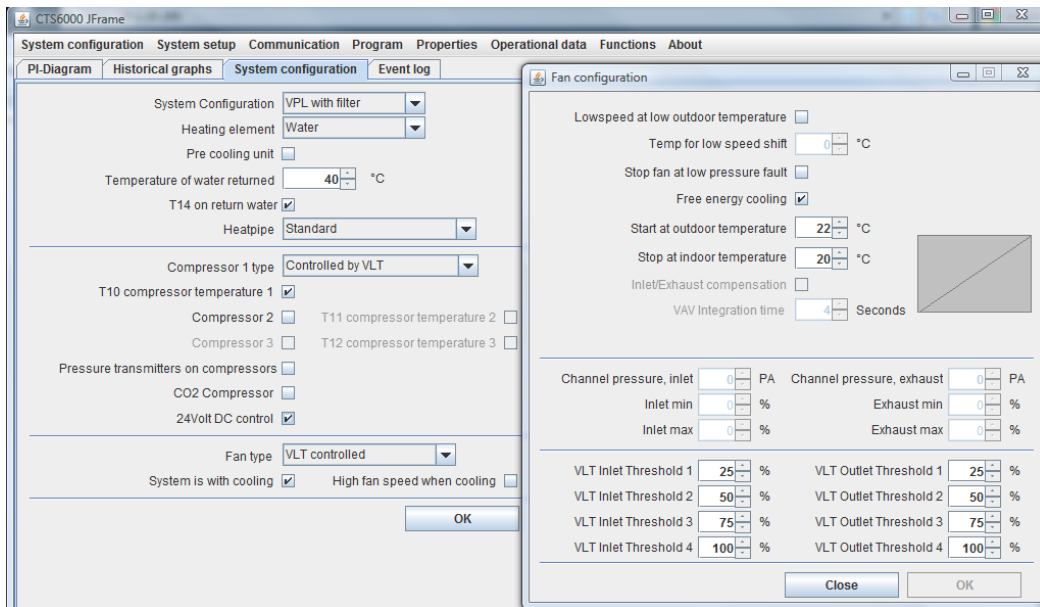 CTS6000 JFrame
System configuration System setup Communication Program Properties Operational data Functions About
PI-Diagram Historical graphs System configuration Event log
System Configuration VPL with filter
Heating element Water
Pre cooling unit
Temperature of water returned 40 °C
T14 on return water
Heatpipe Standard
Compressor 1 type Controlled by VLT
T10 compressor temperature 1
Compressor 2 T11 compressor temperature 2
Compressor 3 T12 compressor temperature 3
Pressure transmitters on compressors
CO2 Compressor
24Volt DC control
Fan type VLT controlled
System is with cooling High fan speed when cooling
OK
Fan configuration
Lowspeed at low outdoor temperature
Temp for low speed shift 0 °C
Stop fan at low pressure fault
Free energy cooling
Start at outdoor temperature 22 °C
Stop at indoor temperature 20 °C
Inlet/Exhaust compensation
VAV Integration time 4 Seconds
Channel pressure, inlet 0 PA Channel pressure, exhaust 0 PA
Inlet min 0 % Exhaust min 0 %
Inlet max 0 % Exhaust max 0 %
VLT Inlet Threshold 1 25 % VLT Outlet Threshold 1 25 %
VLT Inlet Threshold 2 50 % VLT Outlet Threshold 2 50 %
VLT Inlet Threshold 3 75 % VLT Outlet Threshold 3 75 %
VLT Inlet Threshold 4 100 % VLT Outlet Threshold 4 100 %
Close OK